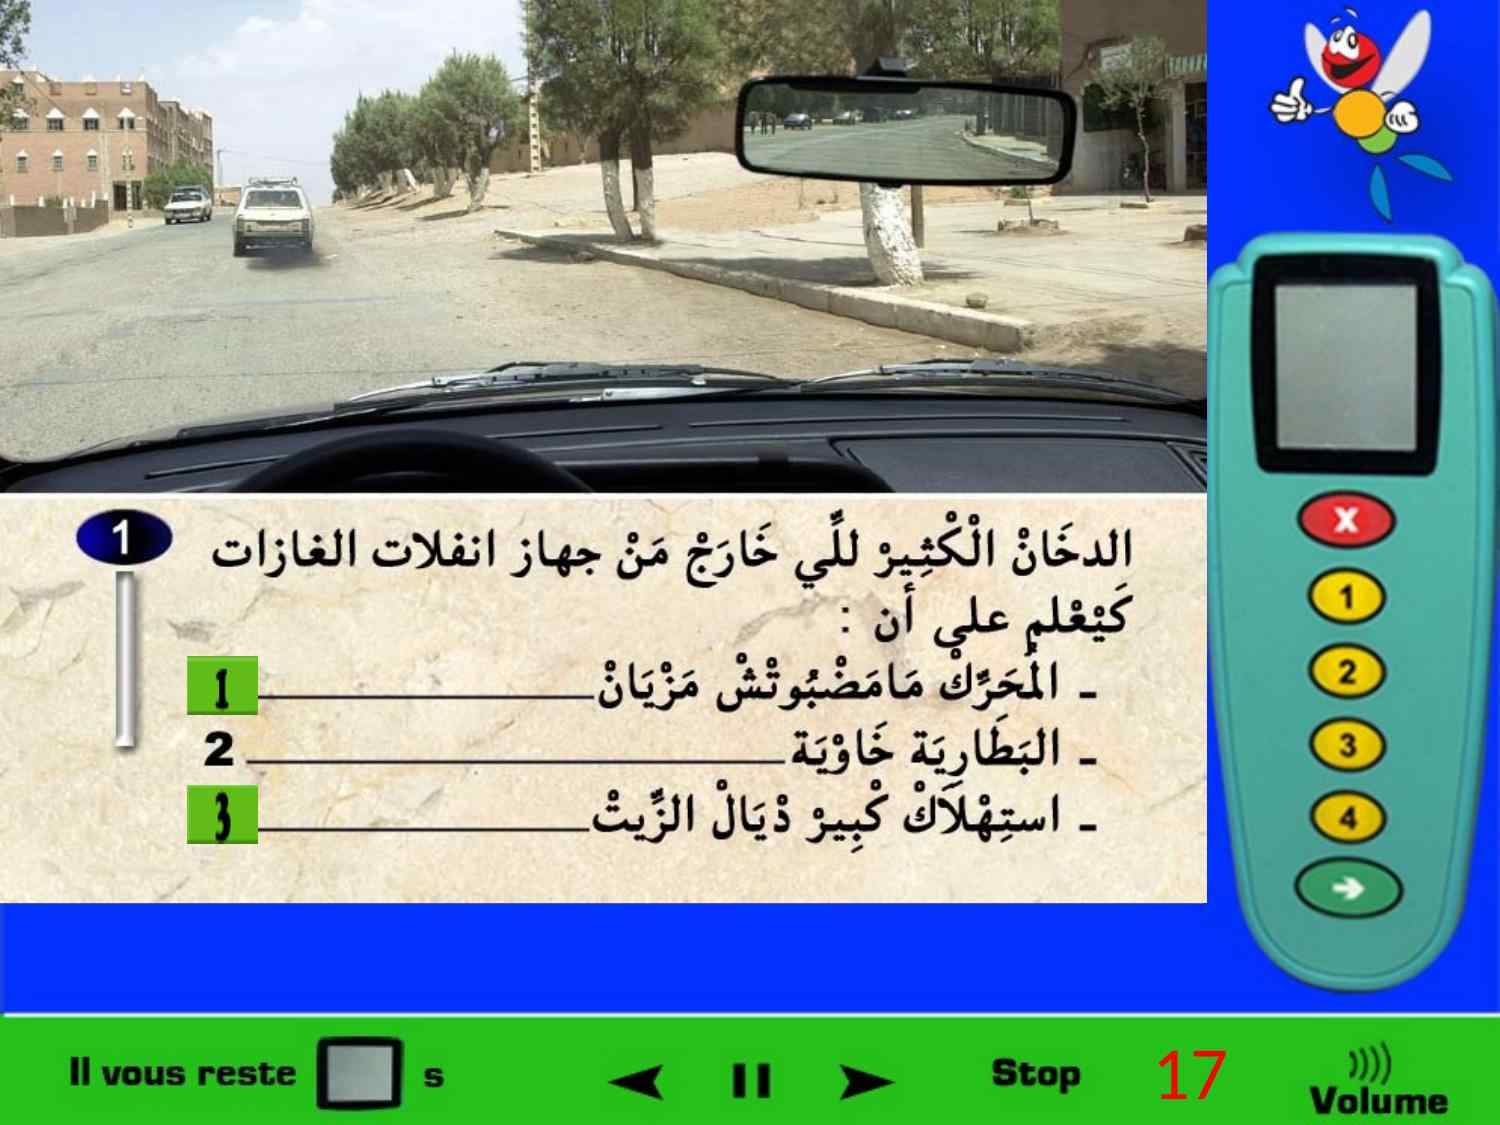 1
الدخَانْ الْكْثِيرْ للِّي خَارَجْ مَنْ جهاز انفلات الغازات
كَيْعْلم على أن :
ـ المُحَرِّكْ مَامَضْبُوتْشْ مَزْيَانْ 1
ـ البَطَارِيَة خَاوْيَة 2
ـ استِهْلَاكْ كْبِيرْ دْيَالْ الزِّيتْ 3
X
1
2
3
4
Il vous reste s
Stop
17
Volume